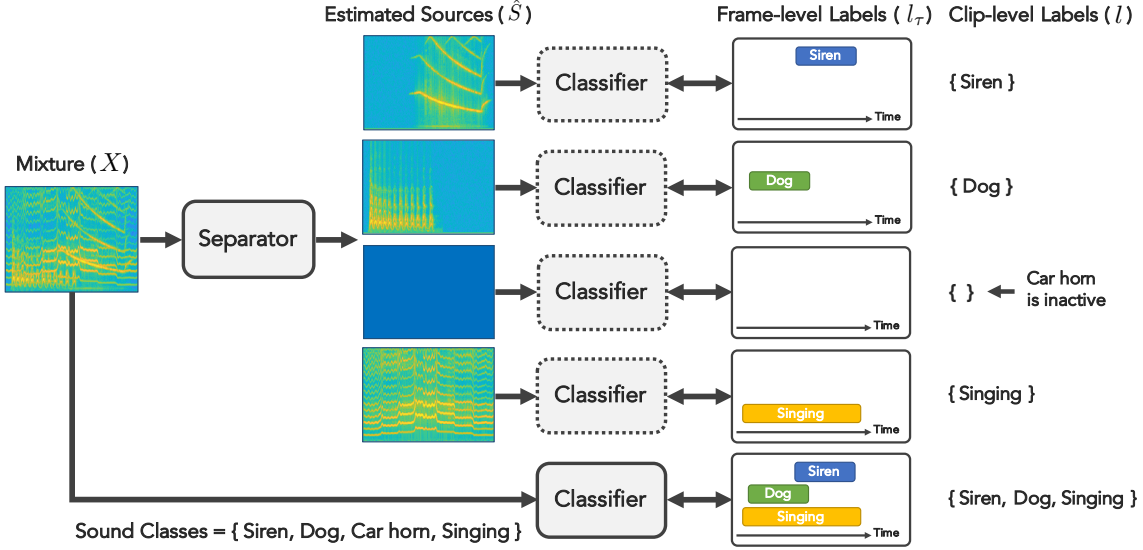 Estimated Sources ( Ŝ )
Frame-level Labels ( l_τ )
Clip-level Labels ( l )
Classifier
Siren
Time
{ Siren }
Mixture ( X )
Separator
Classifier
Dog
Time
{ Dog }
Classifier
Time
{ }
Car horn
is inactive
Classifier
Singing
Time
{ Singing }
Classifier
Siren
Dog
Singing
Time
{ Siren, Dog, Singing }
Sound Classes = { Siren, Dog, Car horn, Singing }